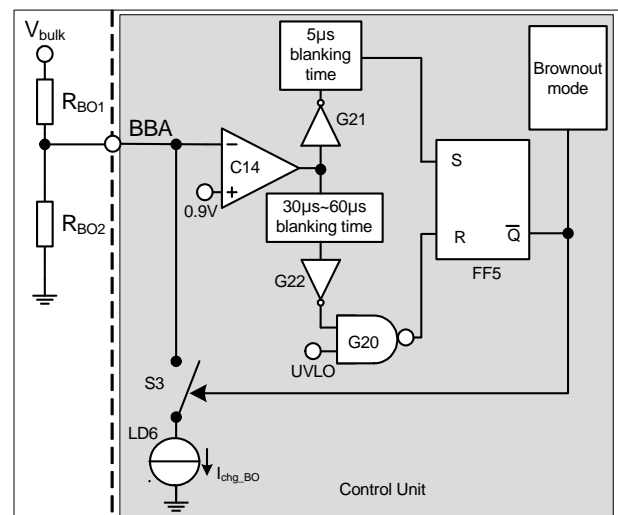 V_bulk
R_BO1
R_BO2
BBA
C14
0.9V
5µs
blanking
time
G21
30µs~60µs
blanking time
G22
G20
UVLO
S
R
Q̅
FF5
Brownout
mode
S3
LD6
I_chg_BO
Control Unit